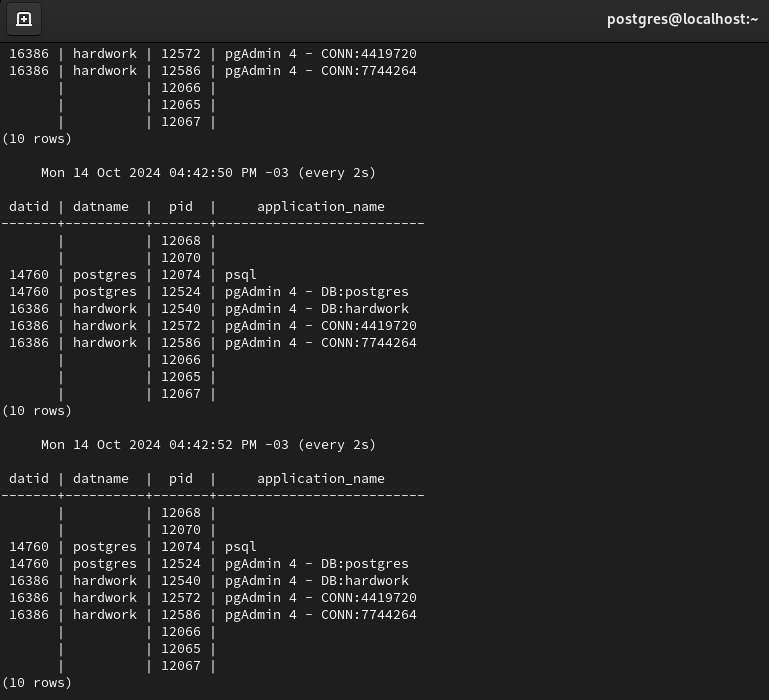 postgres@localhost:~
 16386 | hardwork | 12572 | pgAdmin 4 - CONN:4419720
 16386 | hardwork | 12586 | pgAdmin 4 - CONN:7744264
       |          | 12066 |
       |          | 12065 |
       |          | 12067 |
(10 rows)
     Mon 14 Oct 2024 04:42:50 PM -03 (every 2s)
 datid | datname  |  pid  |     application_name
-------+----------+-------+--------------------------
       |          | 12068 |
       |          | 12070 |
 14760 | postgres | 12074 | psql
 14760 | postgres | 12524 | pgAdmin 4 - DB:postgres
 16386 | hardwork | 12540 | pgAdmin 4 - DB:hardwork
 16386 | hardwork | 12572 | pgAdmin 4 - CONN:4419720
 16386 | hardwork | 12586 | pgAdmin 4 - CONN:7744264
       |          | 12066 |
       |          | 12065 |
       |          | 12067 |
(10 rows)
     Mon 14 Oct 2024 04:42:52 PM -03 (every 2s)
 datid | datname  |  pid  |     application_name
-------+----------+-------+--------------------------
       |          | 12068 |
       |          | 12070 |
 14760 | postgres | 12074 | psql
 14760 | postgres | 12524 | pgAdmin 4 - DB:postgres
 16386 | hardwork | 12540 | pgAdmin 4 - DB:hardwork
 16386 | hardwork | 12572 | pgAdmin 4 - CONN:4419720
 16386 | hardwork | 12586 | pgAdmin 4 - CONN:7744264
       |          | 12066 |
       |          | 12065 |
       |          | 12067 |
(10 rows)